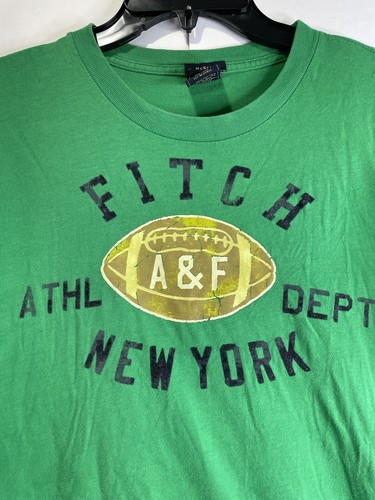 FITCH
A & F
ATHL DEPT
NEW YORK